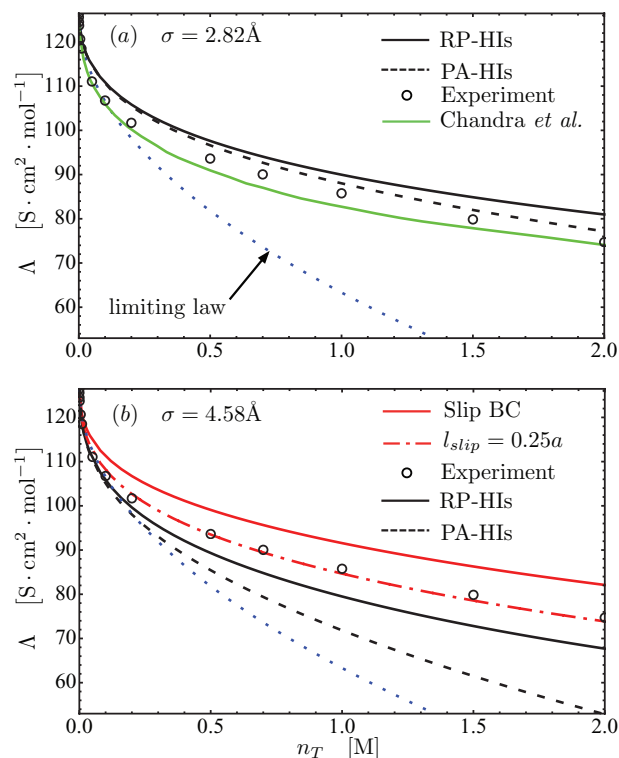 (a) σ = 2.82Å
RP-HIs
PA-HIs
Experiment
Chandra et al.
limiting law
Λ [S · cm² · mol⁻¹]
120
110
100
90
80
70
60
0.0 0.5 1.0 1.5 2.0
(b) σ = 4.58Å
Slip BC
l_slip = 0.25a
Experiment
RP-HIs
PA-HIs
Λ [S · cm² · mol⁻¹]
120
110
100
90
80
70
60
0.0 0.5 1.0 1.5 2.0
n_T [M]